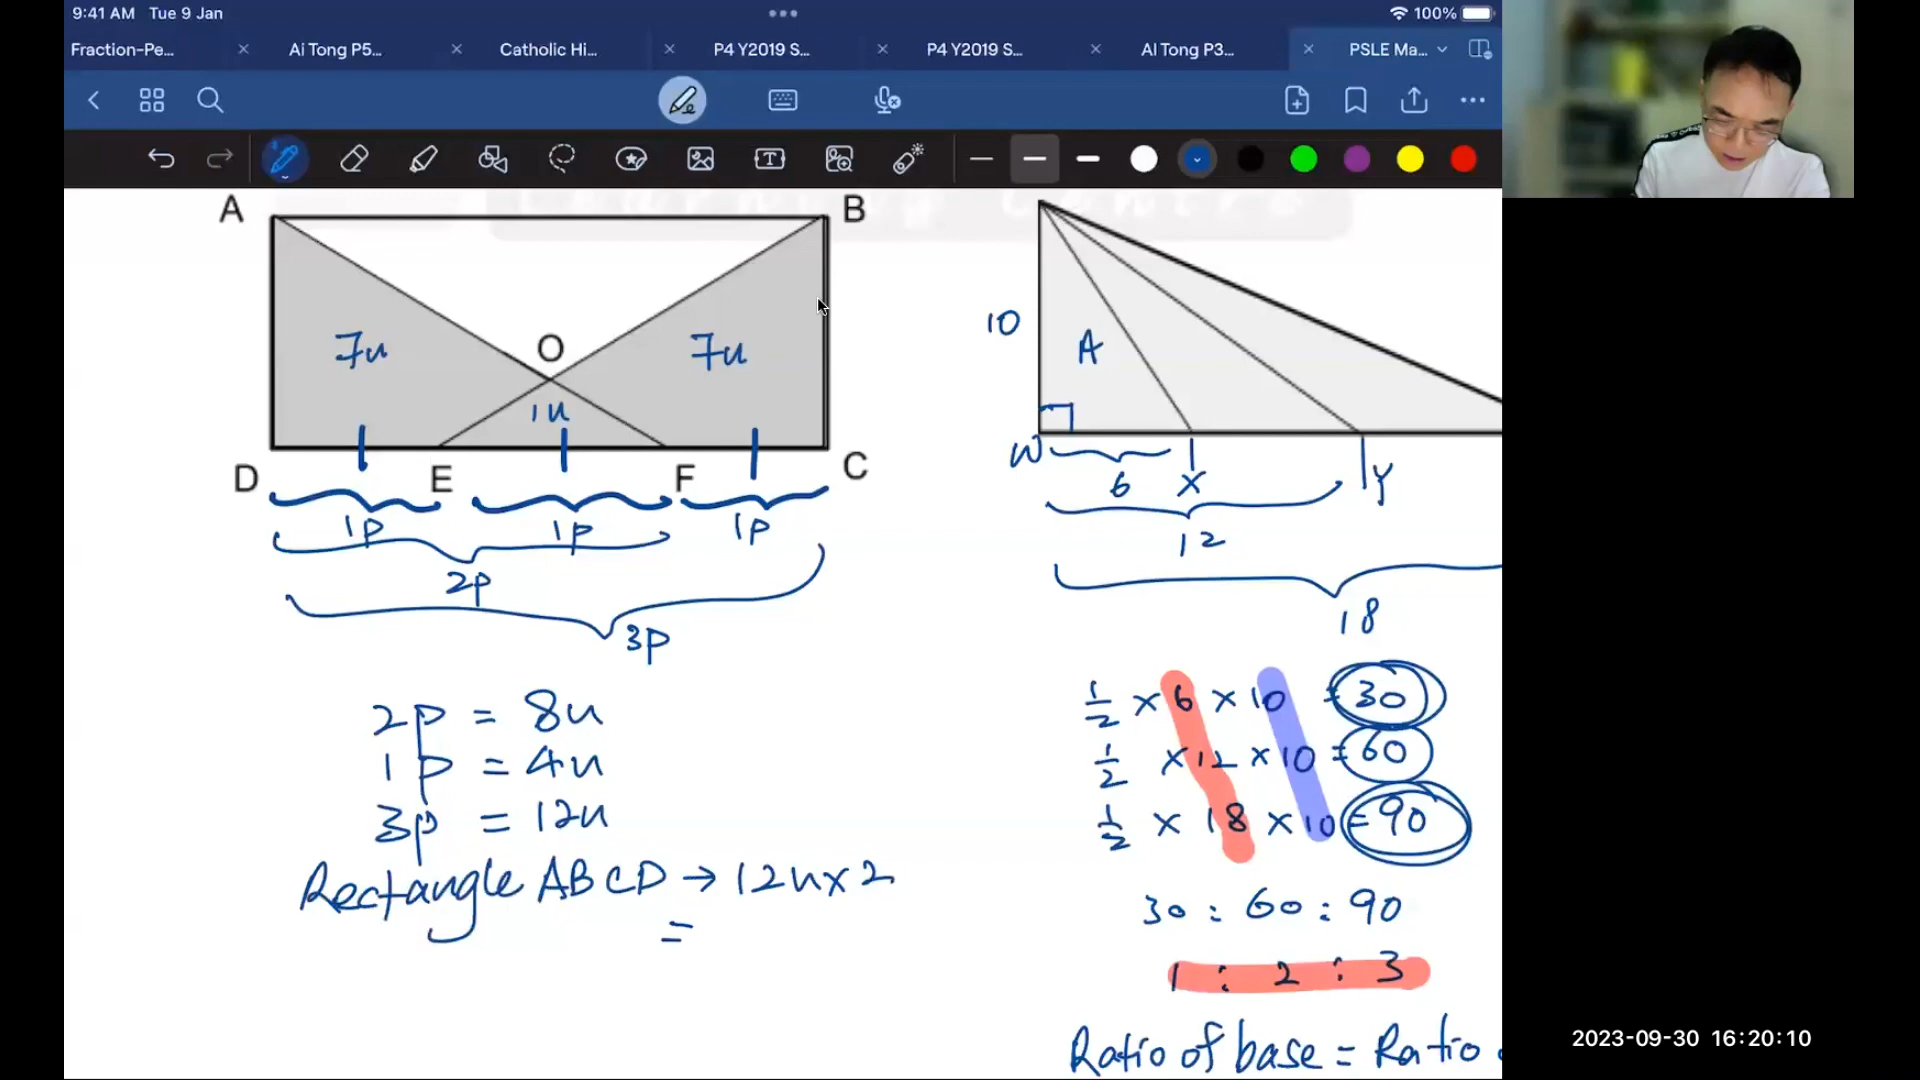 9:41 AM Tue 9 Jan
100%
Fraction-Pe...
Ai Tong P5...
Catholic Hi...
P4 Y2019 S...
P4 Y2019 S...
AI Tong P3...
PSLE Ma...
A
B
7u
7u
O
1u
D
E
F
C
1p
1p
1p
2p
3p
2p = 8u
1p = 4u
3p = 12u
Rectangle ABCD → 12u×2
=
10
A
W
6
X
Y
12
18
1/2 × 6 × 10 = 30
1/2 × 12 × 10 = 60
1/2 × 18 × 10 = 90
30 : 60 : 90
1 : 2 : 3
Ratio of base = Ratio
2023-09-30 16:20:10